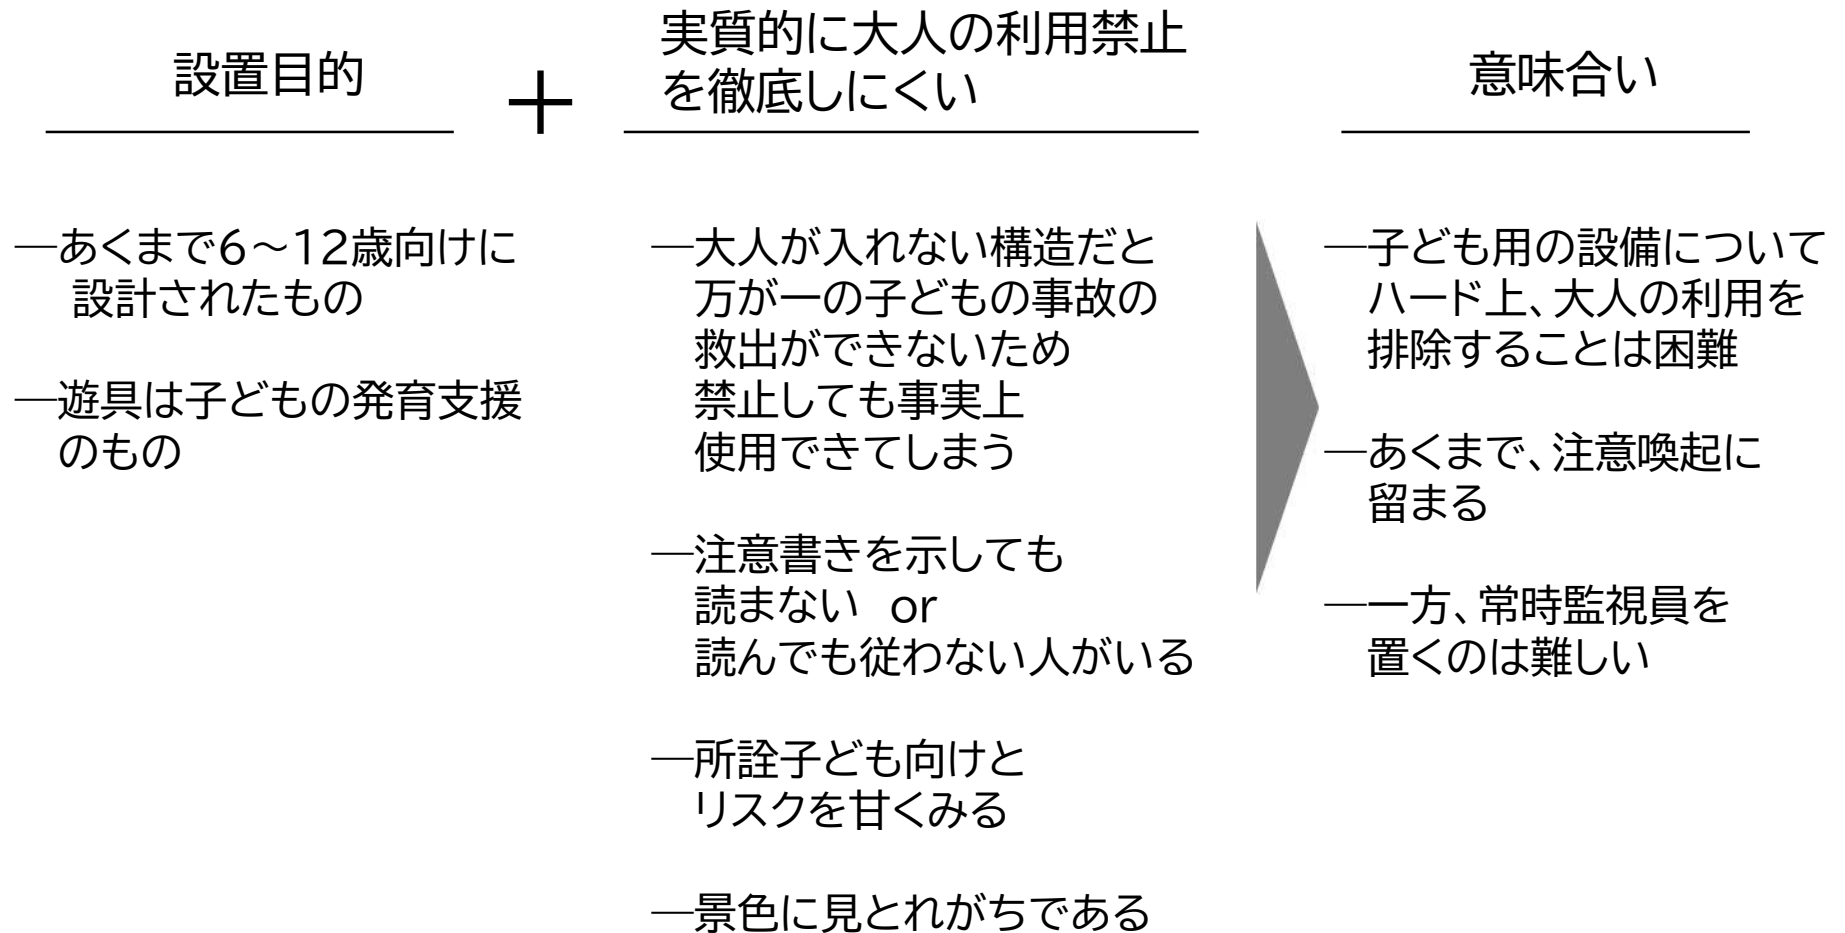 設置目的
＋
実質的に大人の利用禁止
を徹底しにくい
意味合い
―あくまで6～12歳向けに
設計されたもの
―遊具は子どもの発育支援
のもの
―大人が入れない構造だと
万が一の子どもの事故の
救出ができないため
禁止しても事実上
使用できてしまう
―注意書きを示しても
読まない or
読んでも従わない人がいる
―所詮子ども向けと
リスクを甘くみる
―景色に見とれがちである
―子ども用の設備について
ハード上、大人の利用を
排除することは困難
―あくまで、注意喚起に
留まる
―一方、常時監視員を
置くのは難しい